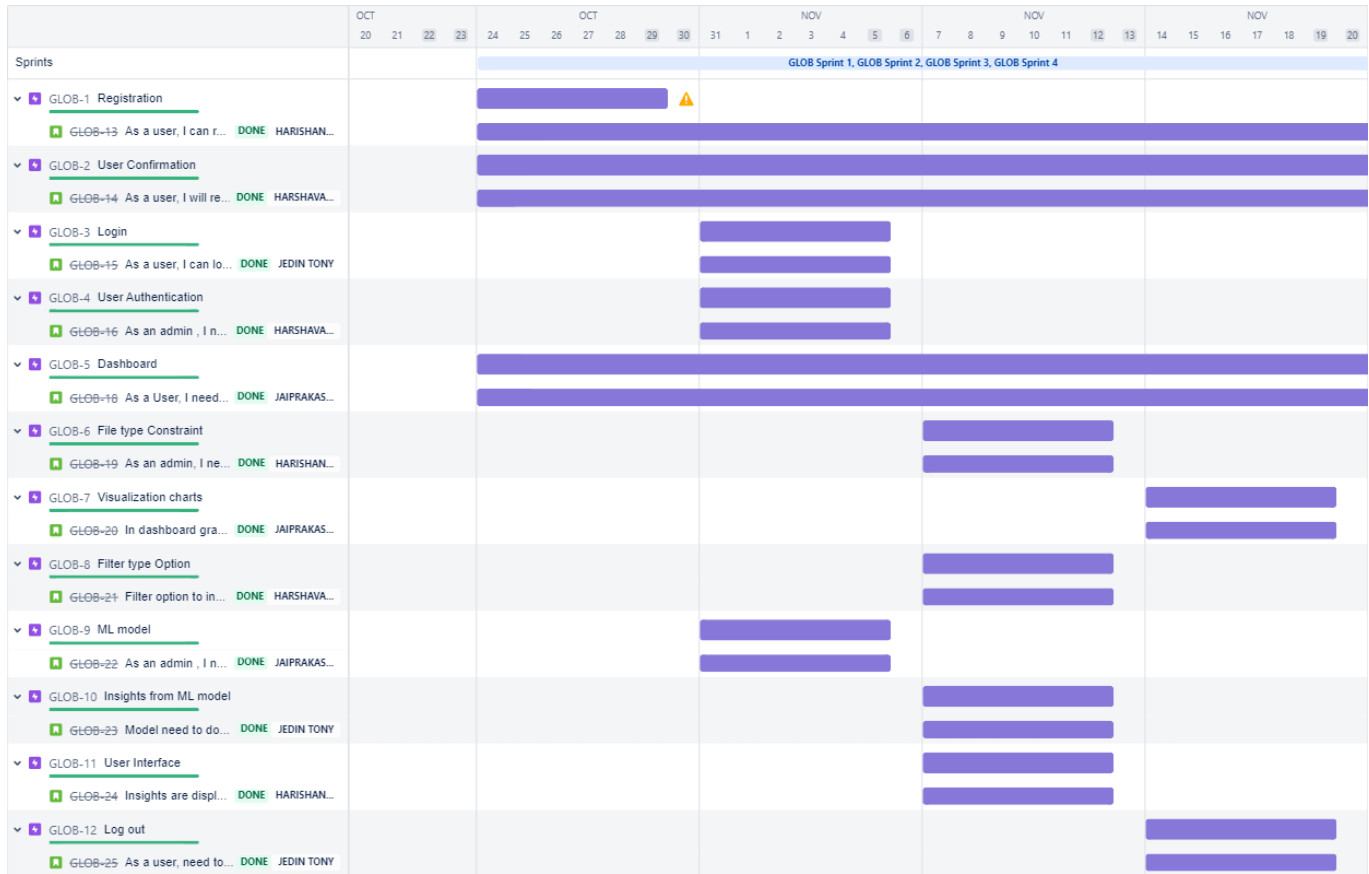 OCT OCT NOV NOV NOV
20 21 22 23 24 25 26 27 28 29 30 31 1 2 3 4 5 6 7 8 9 10 11 12 13 14 15 16 17 18 19 20
Sprints GLOB Sprint 1, GLOB Sprint 2, GLOB Sprint 3, GLOB Sprint 4
GLOB-1 Registration
GLOB-13 As a user, I can r... DONE HARISHAN...
GLOB-2 User Confirmation
GLOB-14 As a user, I will re... DONE HARSHAVA...
GLOB-3 Login
GLOB-15 As a user, I can lo... DONE JEDIN TONY
GLOB-4 User Authentication
GLOB-16 As an admin , I n... DONE HARSHAVA...
GLOB-5 Dashboard
GLOB-18 As a User, I need... DONE JAIPRAKAS...
GLOB-6 File type Constraint
GLOB-19 As an admin, I ne... DONE HARISHAN...
GLOB-7 Visualization charts
GLOB-20 In dashboard gra... DONE JAIPRAKAS...
GLOB-8 Filter type Option
GLOB-21 Filter option to in... DONE HARSHAVA...
GLOB-9 ML model
GLOB-22 As an admin , I n... DONE JAIPRAKAS...
GLOB-10 Insights from ML model
GLOB-23 Model need to do... DONE JEDIN TONY
GLOB-11 User Interface
GLOB-24 Insights are displ... DONE HARISHAN...
GLOB-12 Log out
GLOB-25 As a user, need to... DONE JEDIN TONY